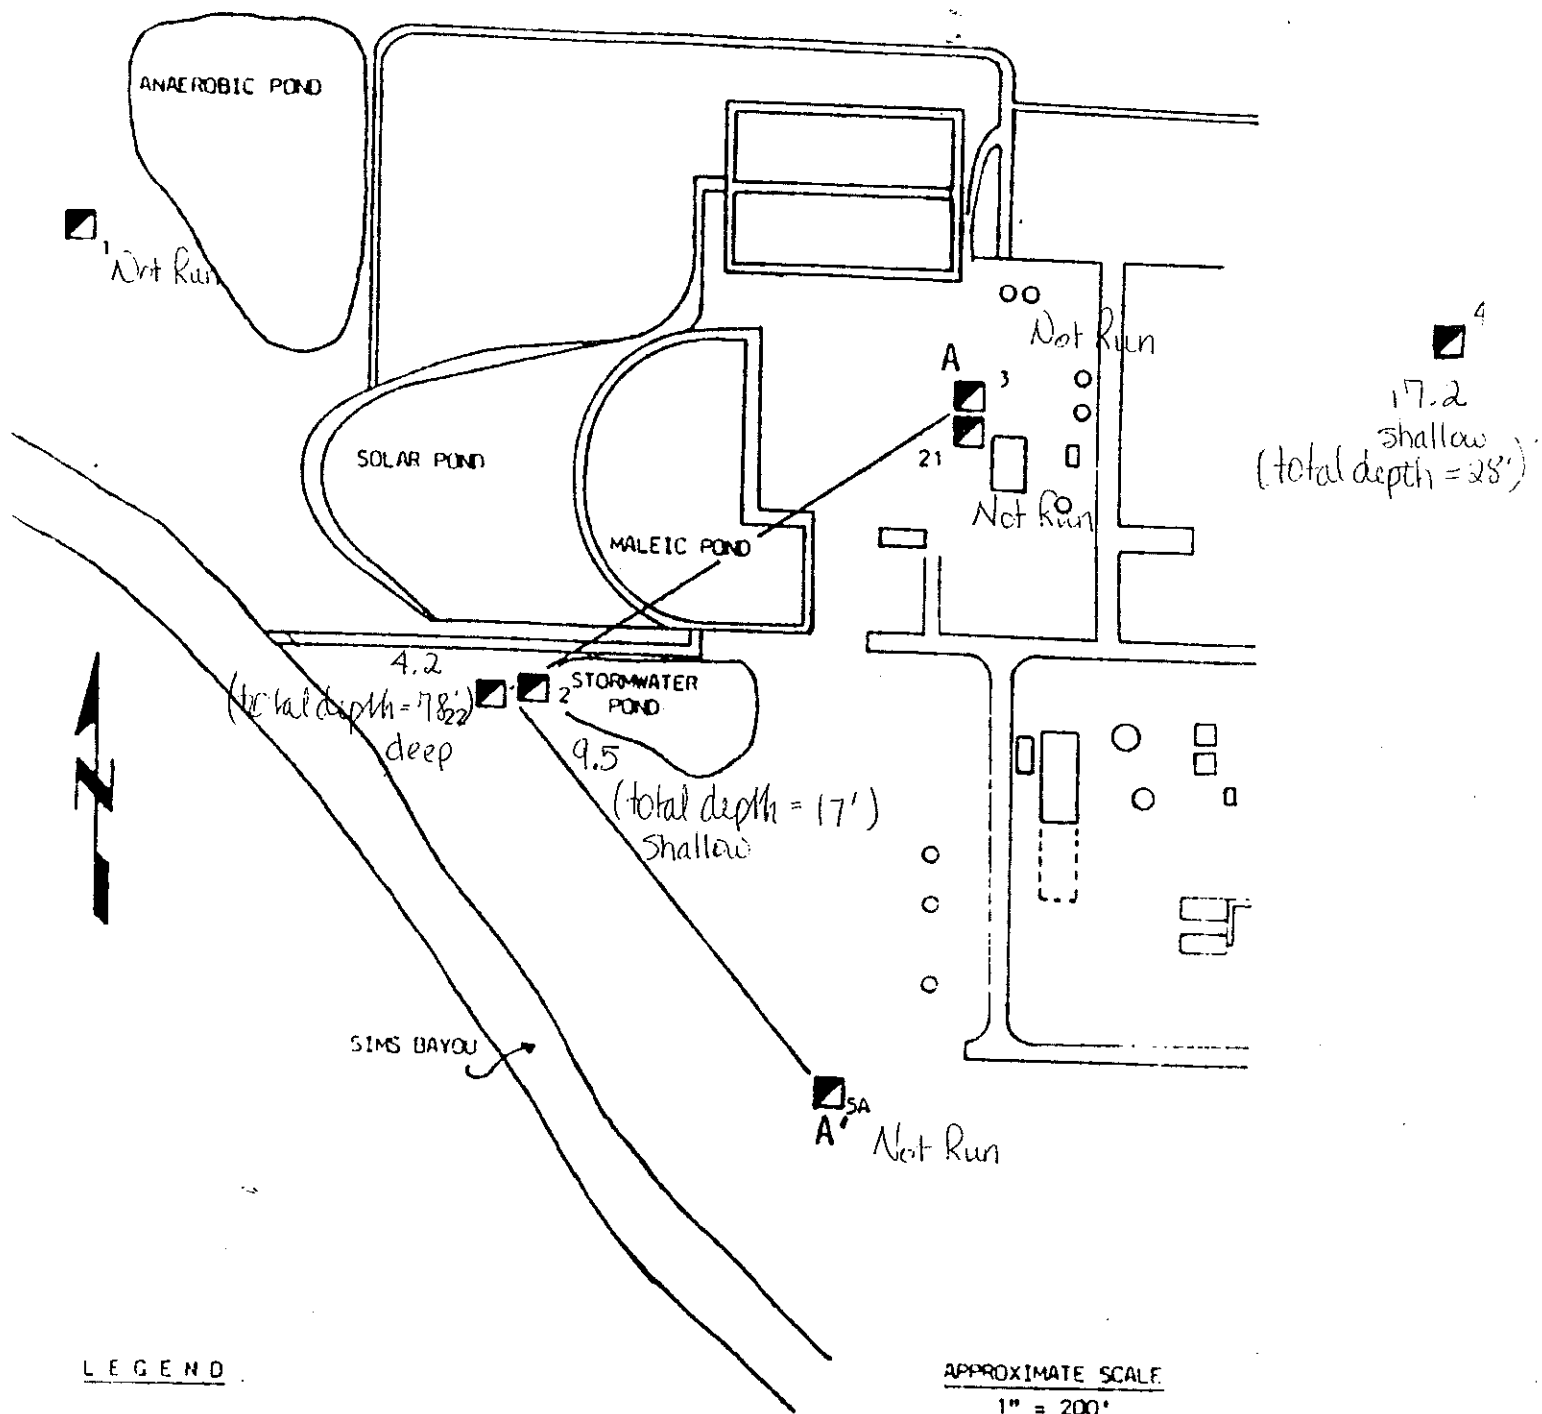 ANAEROBIC POND
1
Not Run
Not Run
A
3
21
Not Run
4
17.2
shallow
(total depth = 28')
SOLAR POND
MALEIC POND
4.2
(total depth = 78')
22
deep
2
STORMWATER
POND
9.5
(total depth = 17')
Shallow
N
SIMS BAYOU
5A
A'
Not Run
LEGEND
APPROXIMATE SCALE
1" = 200'